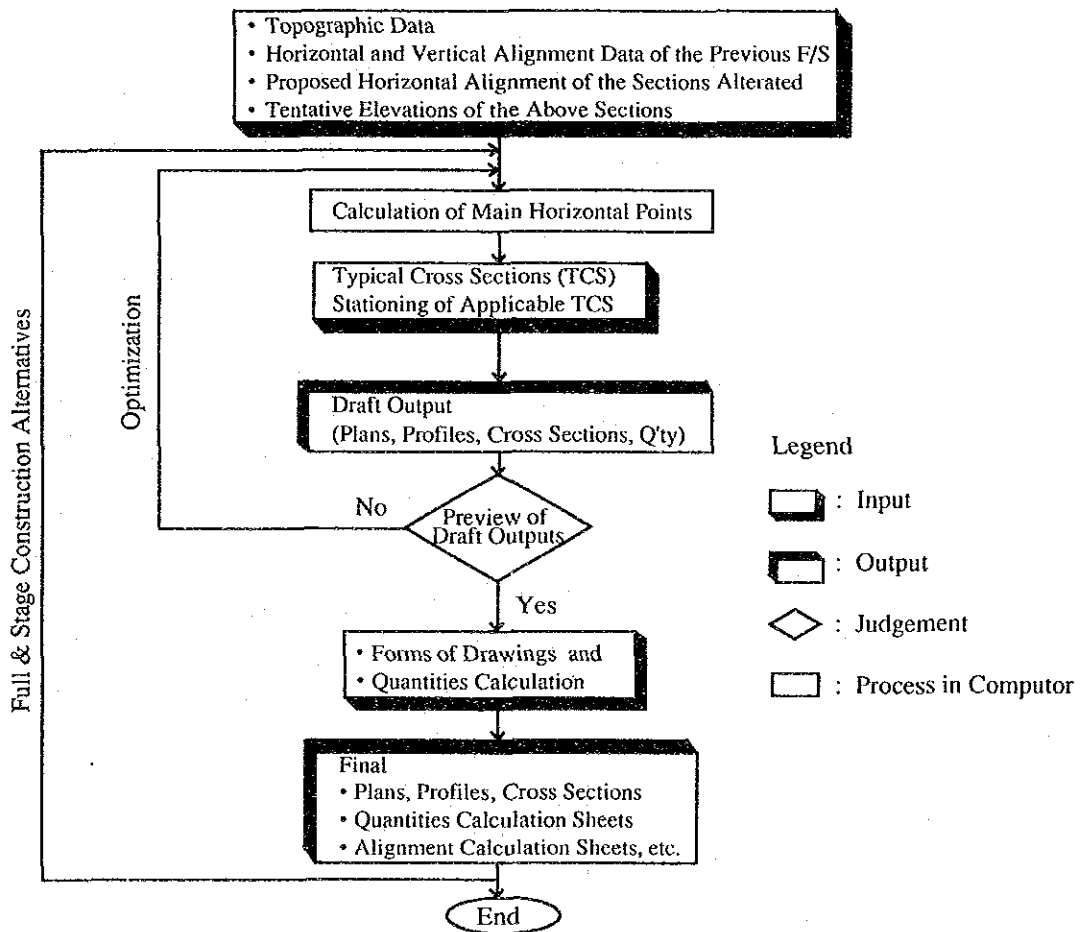 • Topographic Data
• Horizontal and Vertical Alignment Data of the Previous F/S
• Proposed Horizontal Alignment of the Sections Alterated
• Tentative Elevations of the Above Sections
Calculation of Main Horizontal Points
Typical Cross Sections (TCS)
Stationing of Applicable TCS
Full & Stage Construction Alternatives
Optimization
Draft Output
(Plans, Profiles, Cross Sections, Q'ty)
No
Preview of
Draft Outputs
Yes
• Forms of Drawings and
• Quantities Calculation
Final
• Plans, Profiles, Cross Sections
• Quantities Calculation Sheets
• Alignment Calculation Sheets, etc.
End
Legend
: Input
: Output
: Judgement
: Process in Computor